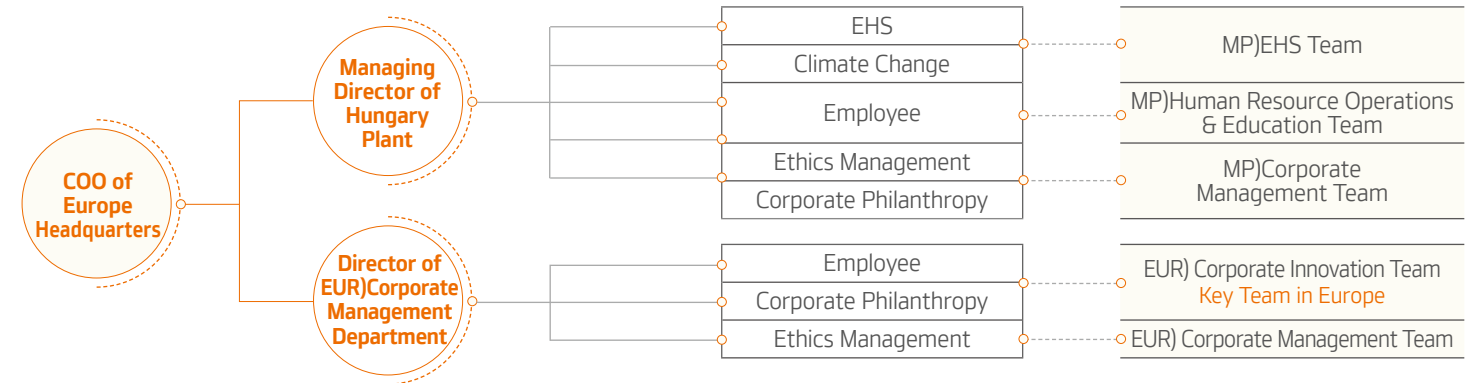 COO of
Europe
Headquarters
Managing
Director of
Hungary
Plant
EHS
Climate Change
Employee
Ethics Management
Corporate Philanthropy
MP)EHS Team
MP)Human Resource Operations
& Education Team
MP)Corporate
Management Team
Director of
EUR)Corporate
Management
Department
Employee
Corporate Philanthropy
Ethics Management
EUR) Corporate Innovation Team
Key Team in Europe
EUR) Corporate Management Team